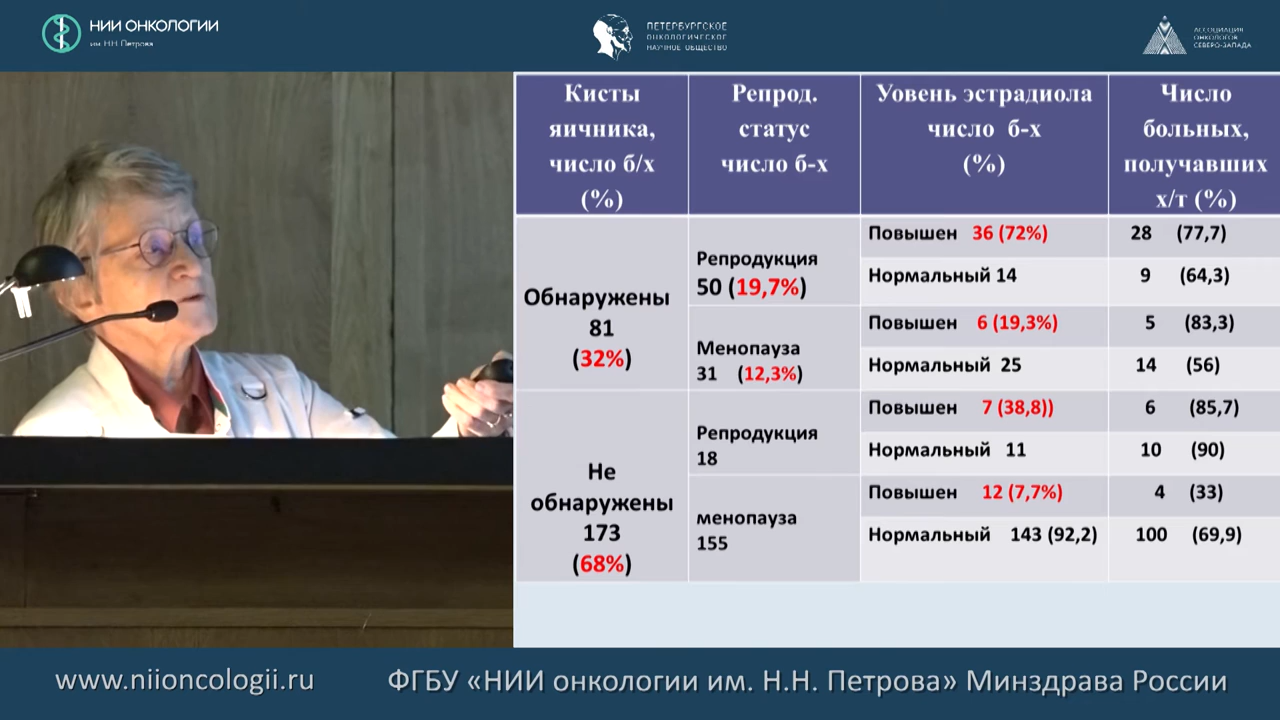 НИИ ОНКОЛОГИИ
им. Н.Н. Петрова
ПЕТЕРБУРГСКОЕ
ОНКОЛОГИЧЕСКОЕ
НАУЧНОЕ ОБЩЕСТВО
АССОЦИАЦИЯ
ОНКОЛОГОВ
СЕВЕРО-ЗАПАДА
Кисты
яичника,
число б/х
(%)
Репрод.
статус
число б-х
Уовень эстрадиола
число б-х
(%)
Число
больных,
получавших
х/т (%)
Обнаружены
81
(32%)
Репродукция
50 (19,7%)
Повышен 36 (72%)
28 (77,7)
Нормальный 14
9 (64,3)
Менопауза
31 (12,3%)
Повышен 6 (19,3%)
5 (83,3)
Нормальный 25
14 (56)
Не
обнаружены
173
(68%)
Репродукция
18
Повышен 7 (38,8))
6 (85,7)
Нормальный 11
10 (90)
менопауза
155
Повышен 12 (7,7%)
4 (33)
Нормальный 143 (92,2)
100 (69,9)
www.niioncologii.ru
ФГБУ «НИИ онкологии им. Н.Н. Петрова» Минздрава России